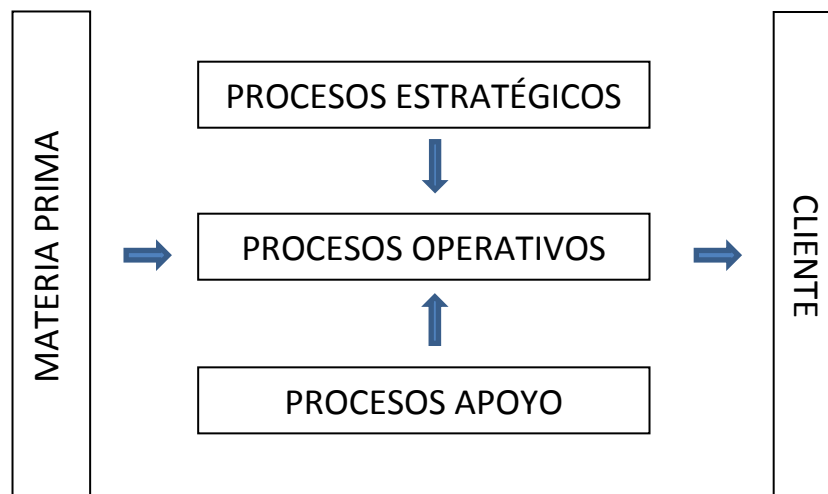 MATERIA PRIMA
PROCESOS ESTRATÉGICOS
PROCESOS OPERATIVOS
PROCESOS APOYO
CLIENTE